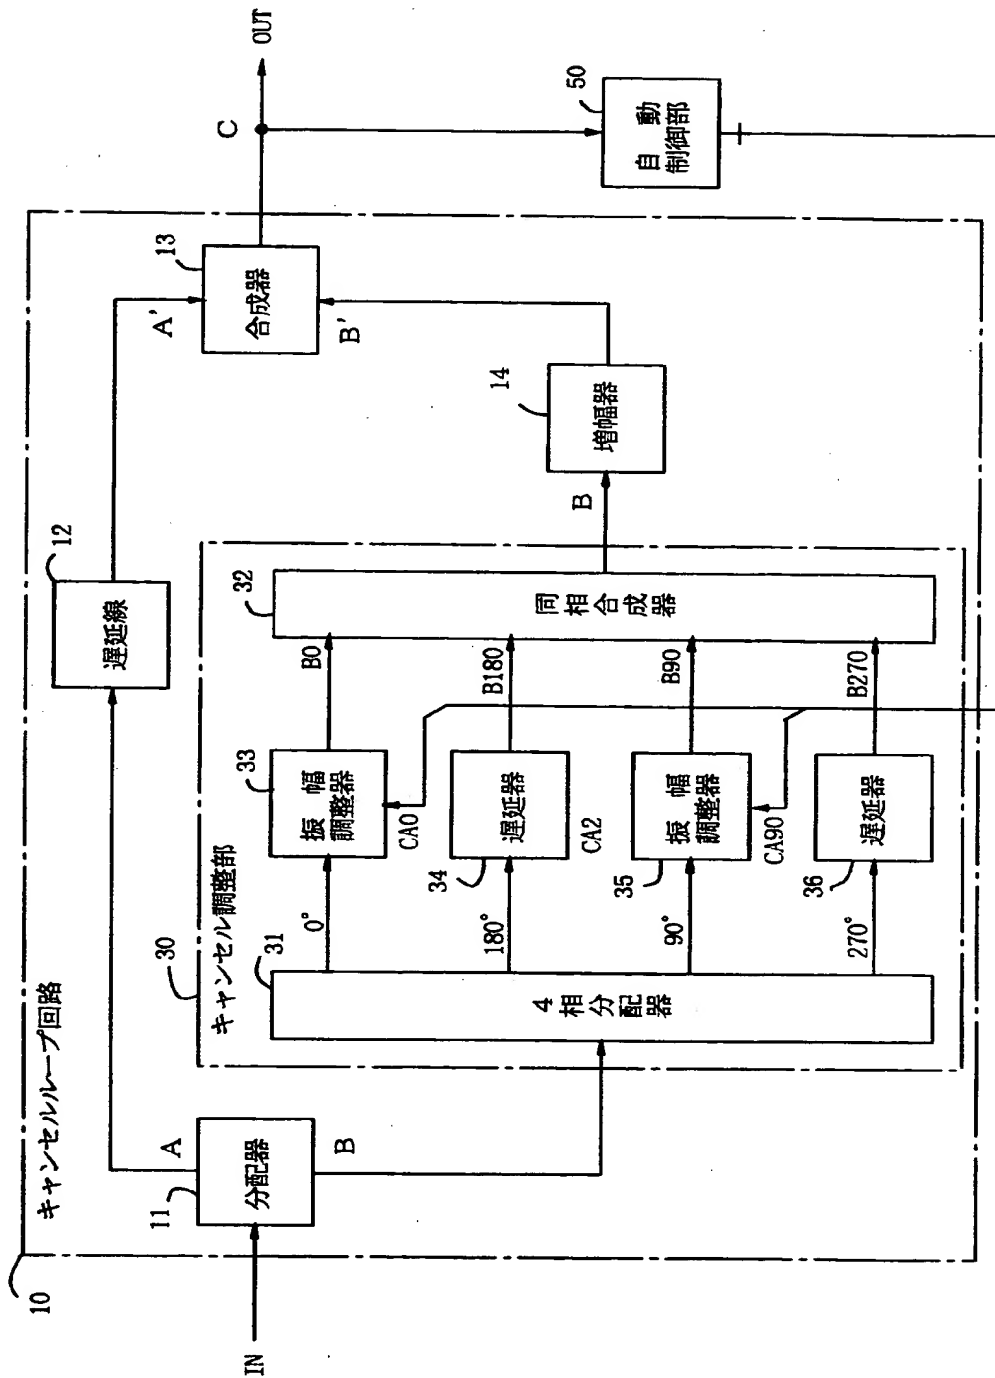 10
キャンセルループ回路
IN
11
分配器
A
B
遅延線
12
30
キャンセル調整部
31
4相分配器
0°
180°
90°
270°
33
振幅
調整器
CA0
34
遅延器
CA2
35
振幅
調整器
CA90
36
遅延器
B0
B180
B90
B270
32
同相合成器
B
14
増幅器
A'
B'
13
合成器
C
OUT
50
自動
制御部